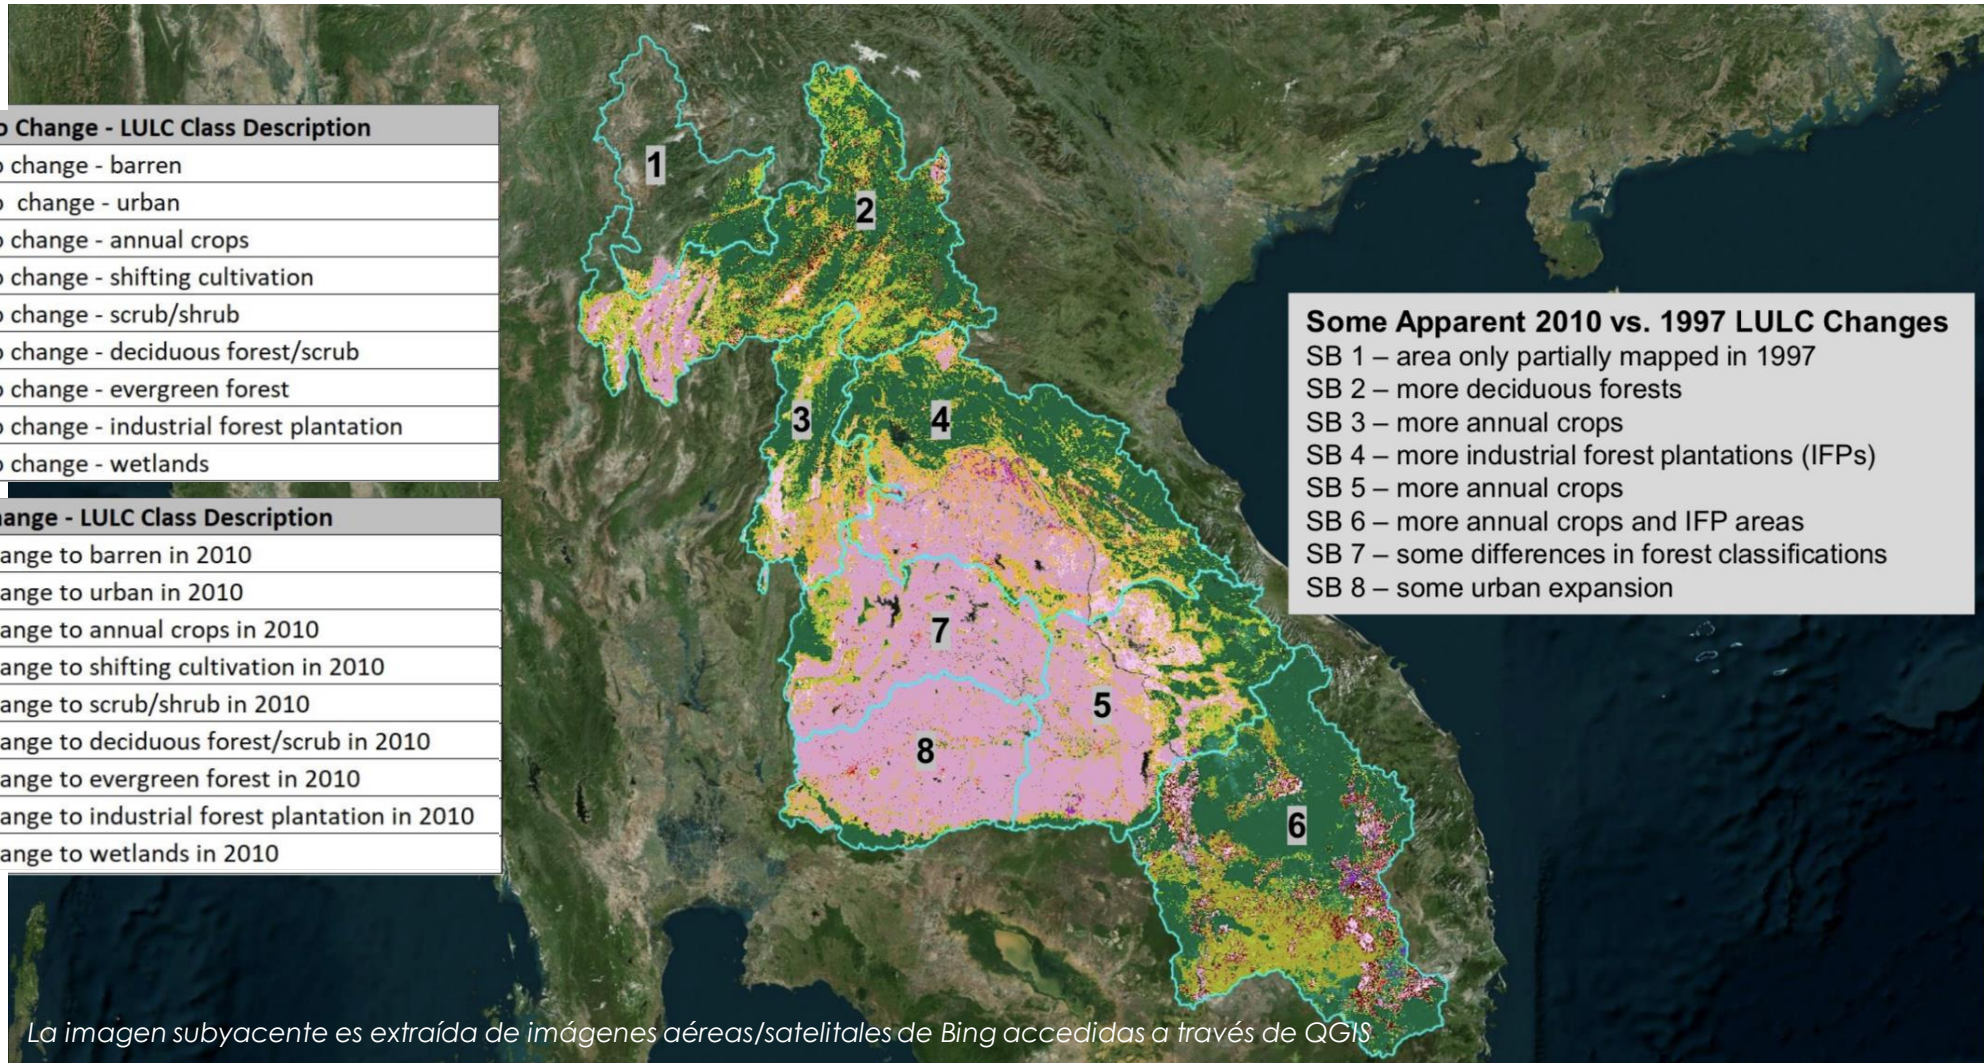 o Change - LULC Class Description
o change - barren
o change - urban
o change - annual crops
o change - shifting cultivation
o change - scrub/shrub
o change - deciduous forest/scrub
o change - evergreen forest
o change - industrial forest plantation
o change - wetlands
ange - LULC Class Description
ange to barren in 2010
ange to urban in 2010
ange to annual crops in 2010
ange to shifting cultivation in 2010
ange to scrub/shrub in 2010
ange to deciduous forest/scrub in 2010
ange to evergreen forest in 2010
ange to industrial forest plantation in 2010
ange to wetlands in 2010
1
2
3
4
7
5
8
6
Some Apparent 2010 vs. 1997 LULC Changes
SB 1 – area only partially mapped in 1997
SB 2 – more deciduous forests
SB 3 – more annual crops
SB 4 – more industrial forest plantations (IFPs)
SB 5 – more annual crops
SB 6 – more annual crops and IFP areas
SB 7 – some differences in forest classifications
SB 8 – some urban expansion
La imagen subyacente es extraída de imágenes aéreas/satelitales de Bing accedidas a través de QGIS